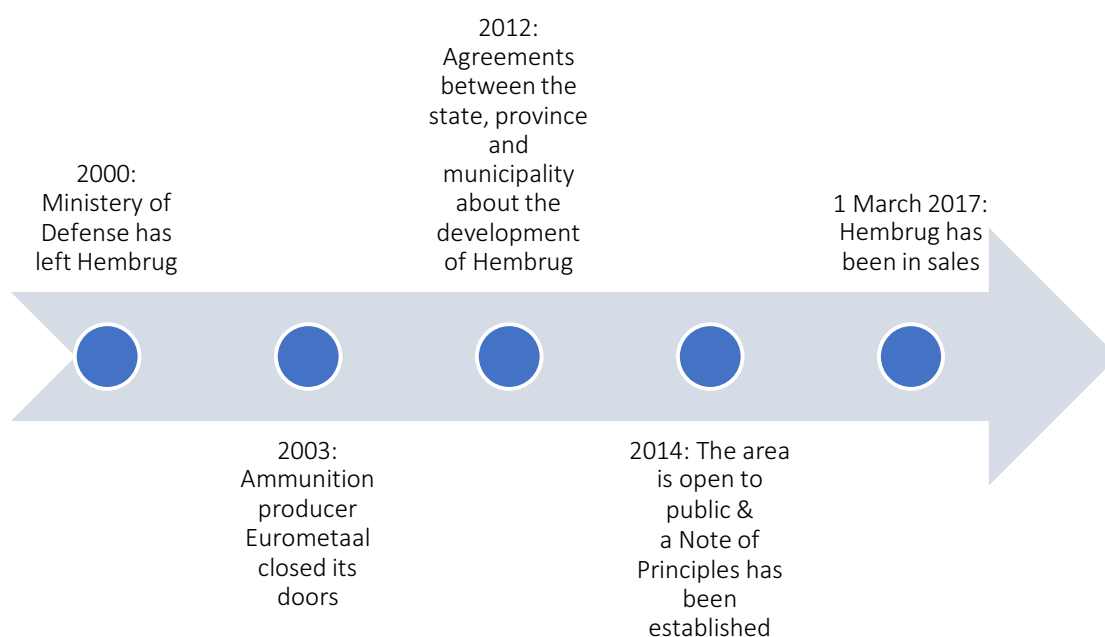 2000:
Ministery of
Defense has
left Hembrug
2003:
Ammunition
producer
Eurometaal
closed its
doors
2012:
Agreements
between the
state, province
and
municipality
about the
development
of Hembrug
2014: The area
is open to
public &
a Note of
Principles has
been
established
1 March 2017:
Hembrug has
been in sales